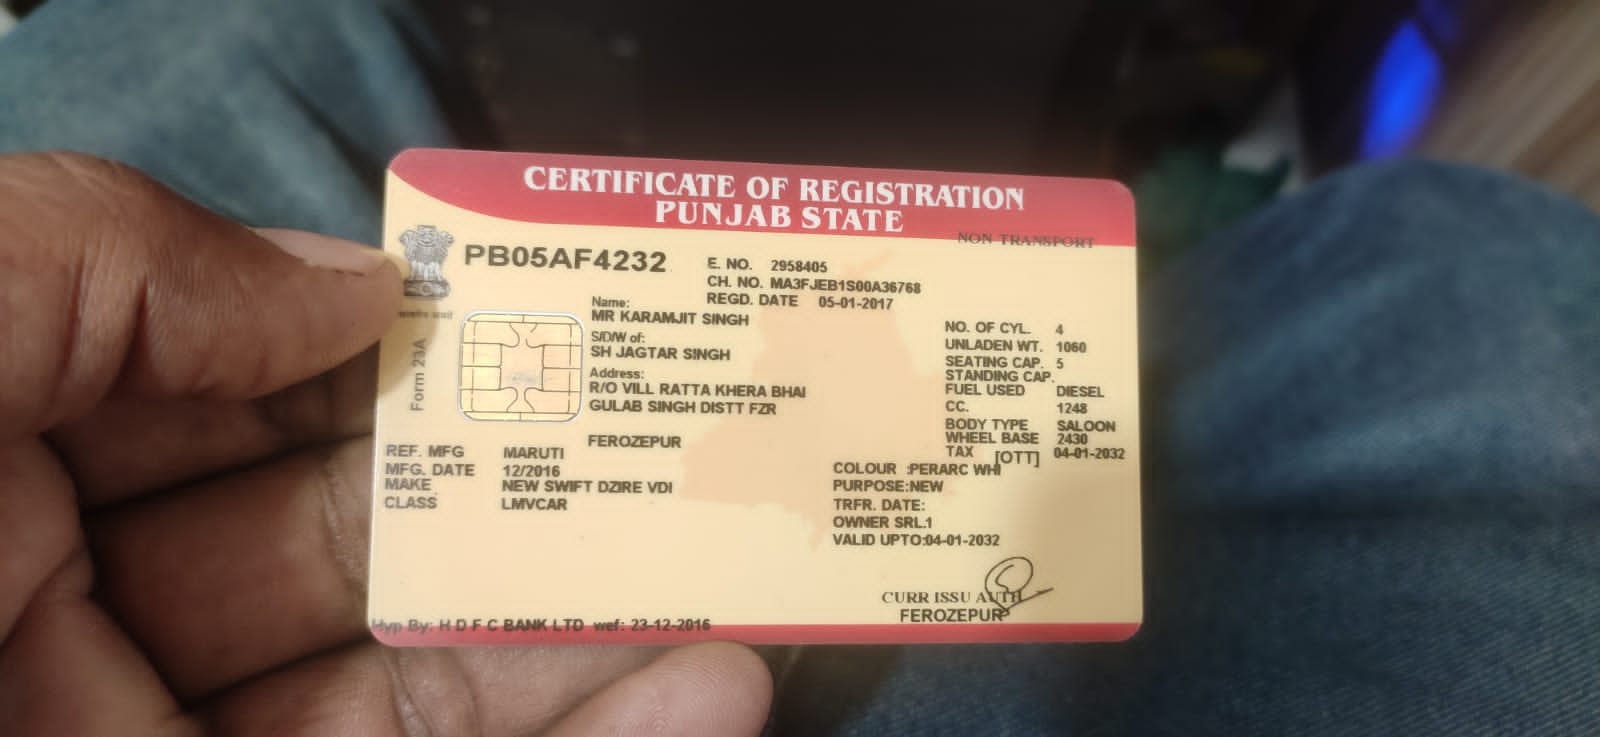 CERTIFICATE OF REGISTRATION
PUNJAB STATE
NON TRANSPORT
PB05AF4232
E. NO. 2958405
CH. NO. MA3FJEB1S00A36768
REGD. DATE 05-01-2017
Name:
MR KARAMJIT SINGH
S/D/W of:
SH JAGTAR SINGH
Address:
R/O VILL RATTA KHERA BHAI
GULAB SINGH DISTT FZR
FEROZEPUR
Form 23A
NO. OF CYL. 4
UNLADEN WT. 1060
SEATING CAP. 5
STANDING CAP.
FUEL USED DIESEL
CC. 1248
BODY TYPE SALOON
WHEEL BASE 2430
TAX [OTT] 04-01-2032
REF. MFG MARUTI
MFG. DATE 12/2016
MAKE NEW SWIFT DZIRE VDI
CLASS LMVCAR
COLOUR :PERARC WHI
PURPOSE:NEW
TRFR. DATE:
OWNER SRL.1
VALID UPTO:04-01-2032
CURR ISSU AUTH
FEROZEPUR
Hyp By: H D F C BANK LTD wef: 23-12-2016